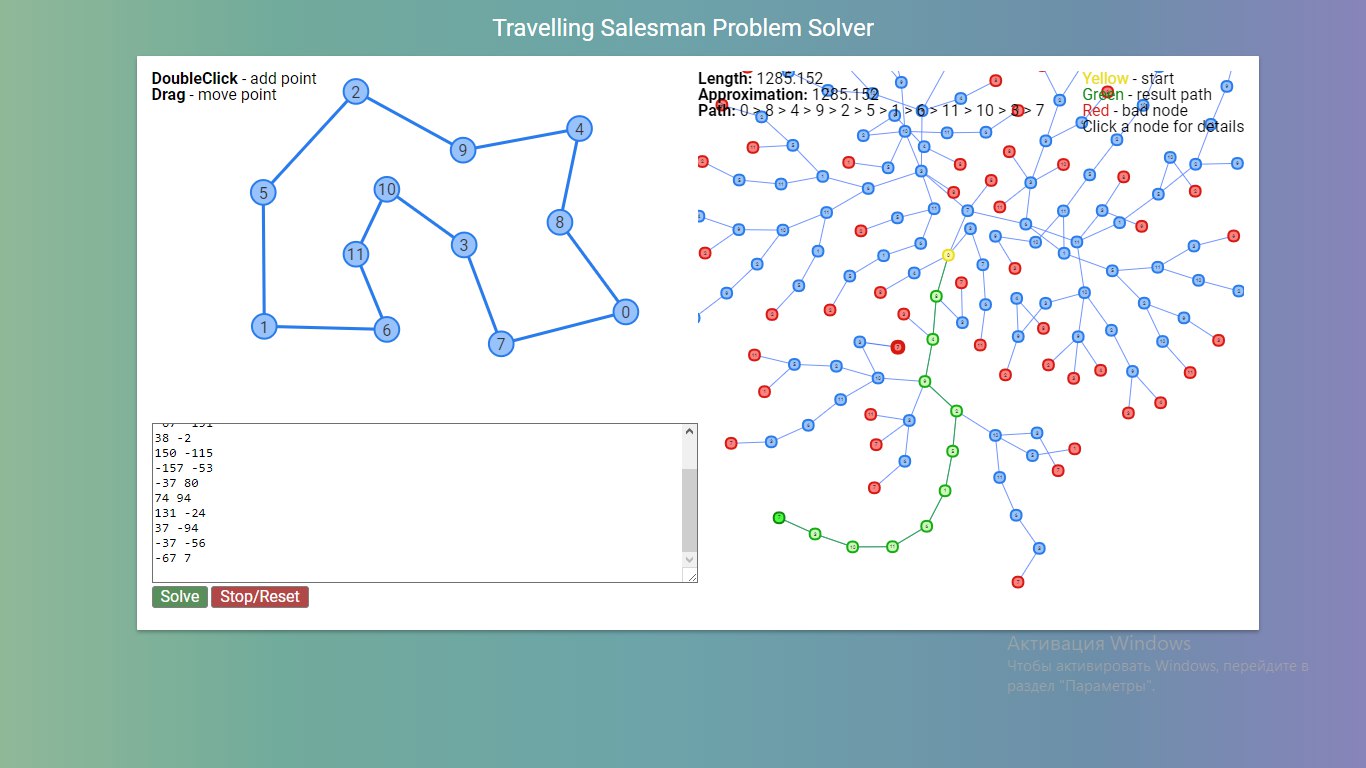 Travelling Salesman Problem Solver
DoubleClick - add point
Drag - move point
2
4
9
5
10
8
3
11
0
1
6
7
38 -2
150 -115
-157 -53
-37 80
74 94
131 -24
37 -94
-37 -56
-67 7
Solve
Stop/Reset
Length: 1285.152
Approximation: 1285.152
Path: 0 > 8 > 4 > 9 > 2 > 5 > 1 > 6 > 11 > 10 > 3 > 7
Yellow - start
Green - result path
Red - bad node
Click a node for details
Активация Windows
Чтобы активировать Windows, перейдите в
раздел "Параметры".